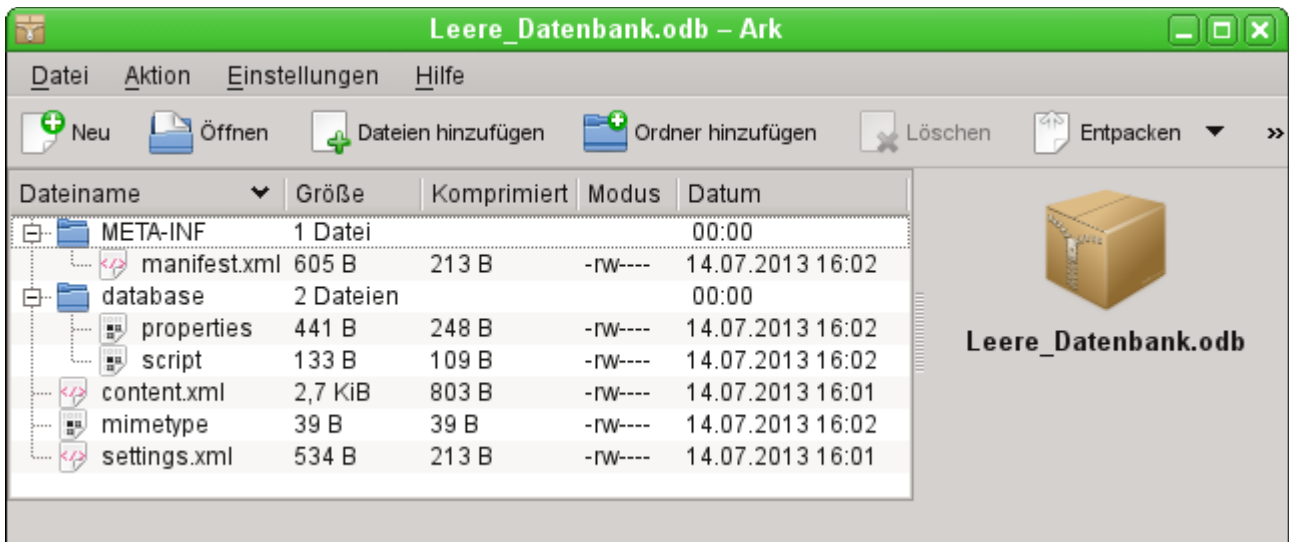 Leere_Datenbank.odb – Ark
Datei Aktion Einstellungen Hilfe
Neu Öffnen Dateien hinzufügen Ordner hinzufügen Löschen Entpacken »
Dateiname Größe Komprimiert Modus Datum
META-INF 1 Datei 00:00
manifest.xml 605 B 213 B -rw---- 14.07.2013 16:02
database 2 Dateien 00:00
properties 441 B 248 B -rw---- 14.07.2013 16:02
script 133 B 109 B -rw---- 14.07.2013 16:02
content.xml 2,7 KiB 803 B -rw---- 14.07.2013 16:01
mimetype 39 B 39 B -rw---- 14.07.2013 16:02
settings.xml 534 B 213 B -rw---- 14.07.2013 16:01
Leere_Datenbank.odb